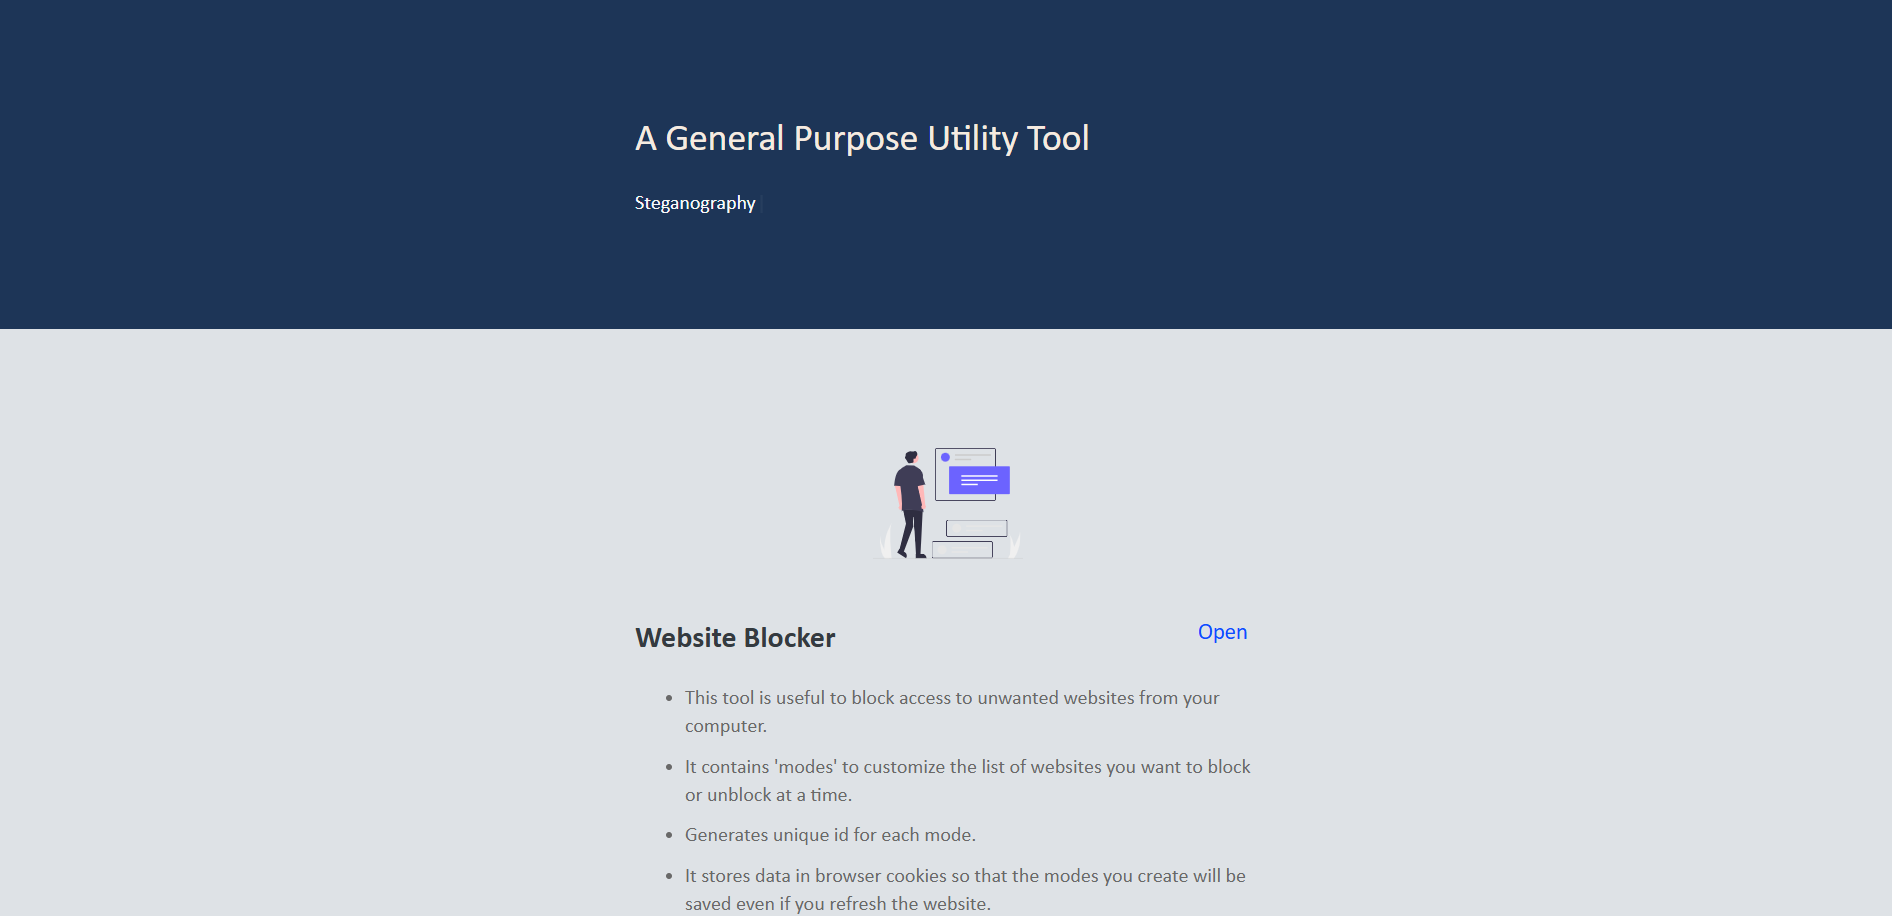 A General Purpose Utility Tool
Steganography
Website Blocker
Open
This tool is useful to block access to unwanted websites from your
computer.
It contains 'modes' to customize the list of websites you want to block
or unblock at a time.
Generates unique id for each mode.
It stores data in browser cookies so that the modes you create will be
saved even if you refresh the website.